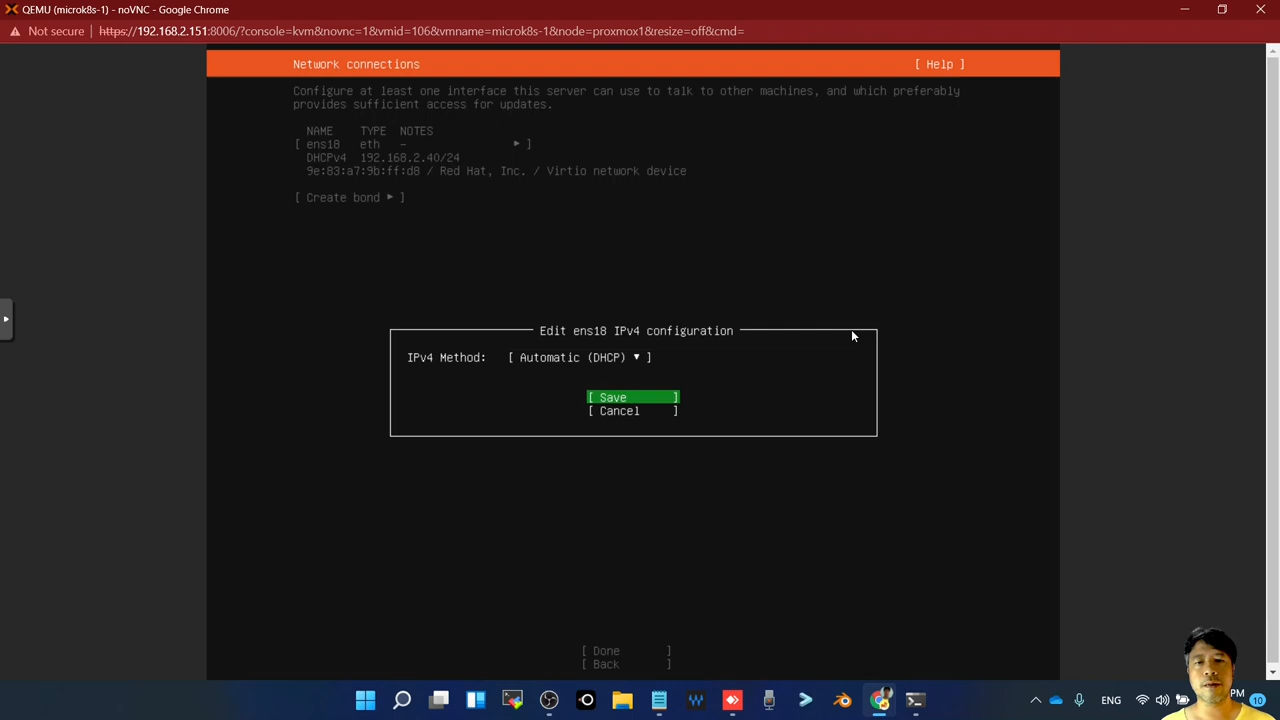 QEMU (microk8s-1) - noVNC - Google Chrome
Not secure | https://192.168.2.151:8006/?console=kvm&novnc=1&vmid=106&vmname=microk8s-1&node=proxmox1&resize=off&cmd=
Network connections [ Help ]
Configure at least one interface this server can use to talk to other machines, and which preferably
provides sufficient access for updates.
NAME TYPE NOTES
[ ens18 eth - ▸ ]
DHCPv4 192.168.2.40/24
9e:83:a7:9b:ff:d8 / Red Hat, Inc. / Virtio network device
[ Create bond ▸ ]
Edit ens18 IPv4 configuration
IPv4 Method: [ Automatic (DHCP) ▾ ]
[ Save ]
[ Cancel ]
[ Done ]
[ Back ]
ENG PM 10